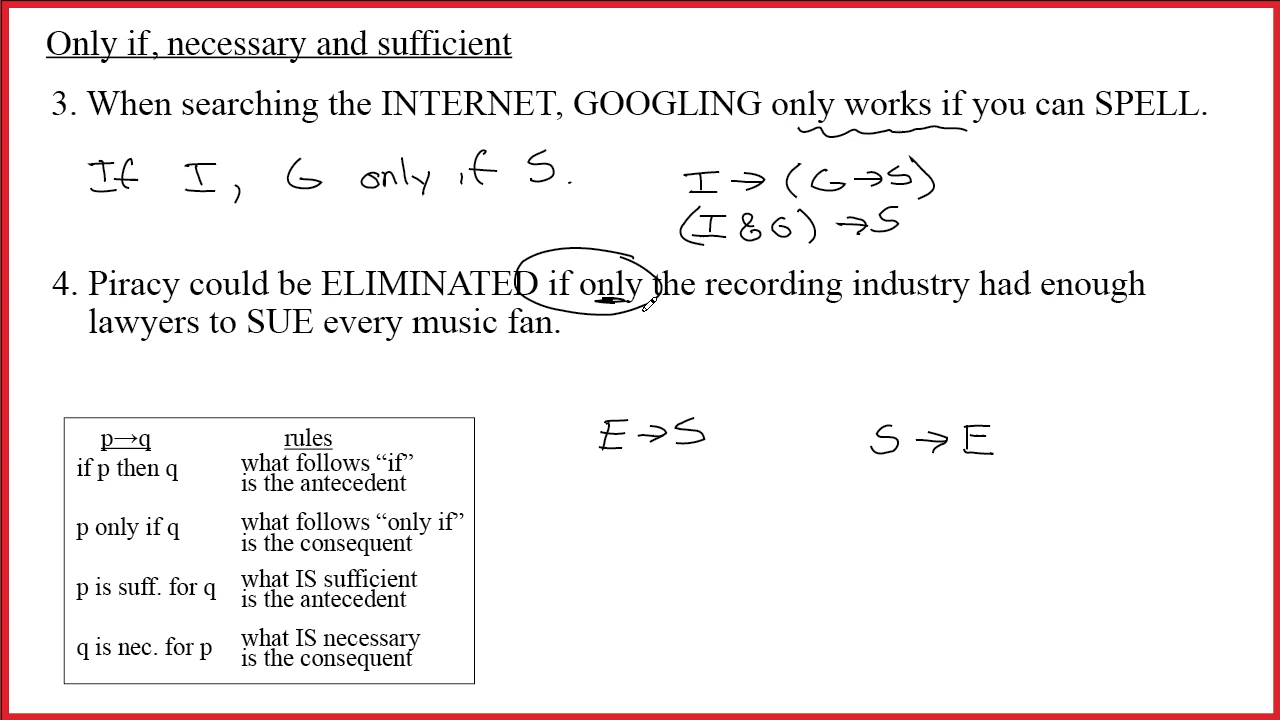 Only if, necessary and sufficient
3. When searching the INTERNET, GOOGLING only works if you can SPELL.
If I, G only if S.
I → (G → S)
(I & G) → S
4. Piracy could be ELIMINATED if only the recording industry had enough
lawyers to SUE every music fan.
E → S
S → E
p→q rules
if p then q what follows “if”
is the antecedent
p only if q what follows “only if”
is the consequent
p is suff. for q what IS sufficient
is the antecedent
q is nec. for p what IS necessary
is the consequent